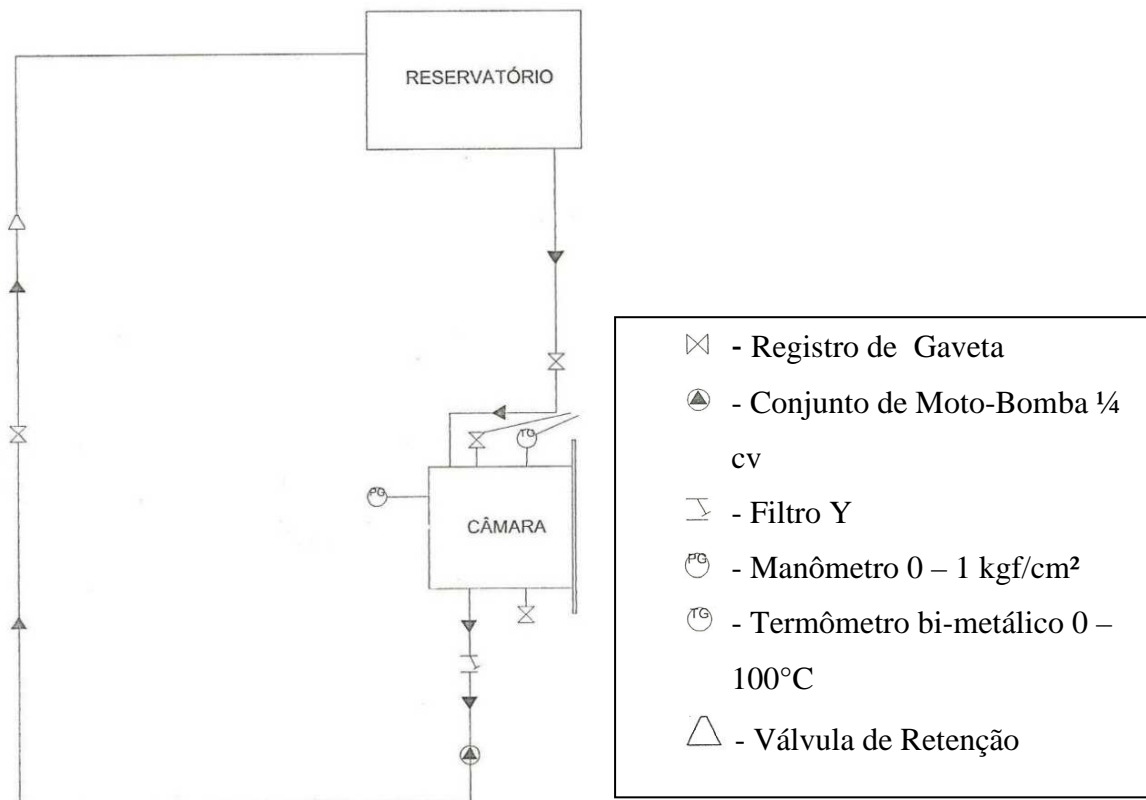 RESERVATÓRIO
TG
PG
CÂMARA
- Registro de Gaveta
- Conjunto de Moto-Bomba ¼
cv
- Filtro Y
PG - Manômetro 0 – 1 kgf/cm²
TG - Termômetro bi-metálico 0 –
100°C
- Válvula de Retenção